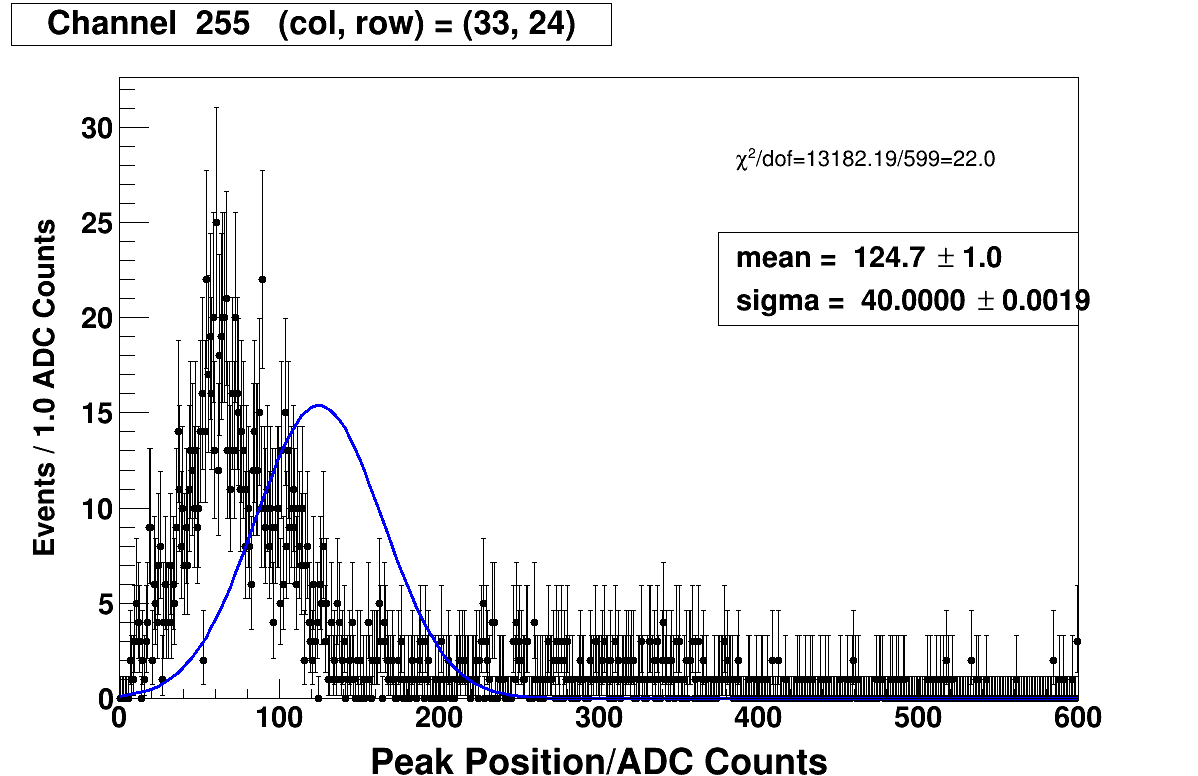 Channel  255   (col, row) = (33, 24)
χ²/dof=13182.19/599=22.0
mean =  124.7 ± 1.0
sigma =  40.0000 ± 0.0019
Events / 1.0 ADC Counts
30
25
20
15
10
5
0
0 100 200 300 400 500 600
Peak Position/ADC Counts